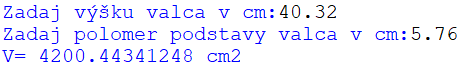 Zadaj výšku valca v cm:40.32
Zadaj polomer podstavy valca v cm:5.76
V= 4200.44341248 cm2